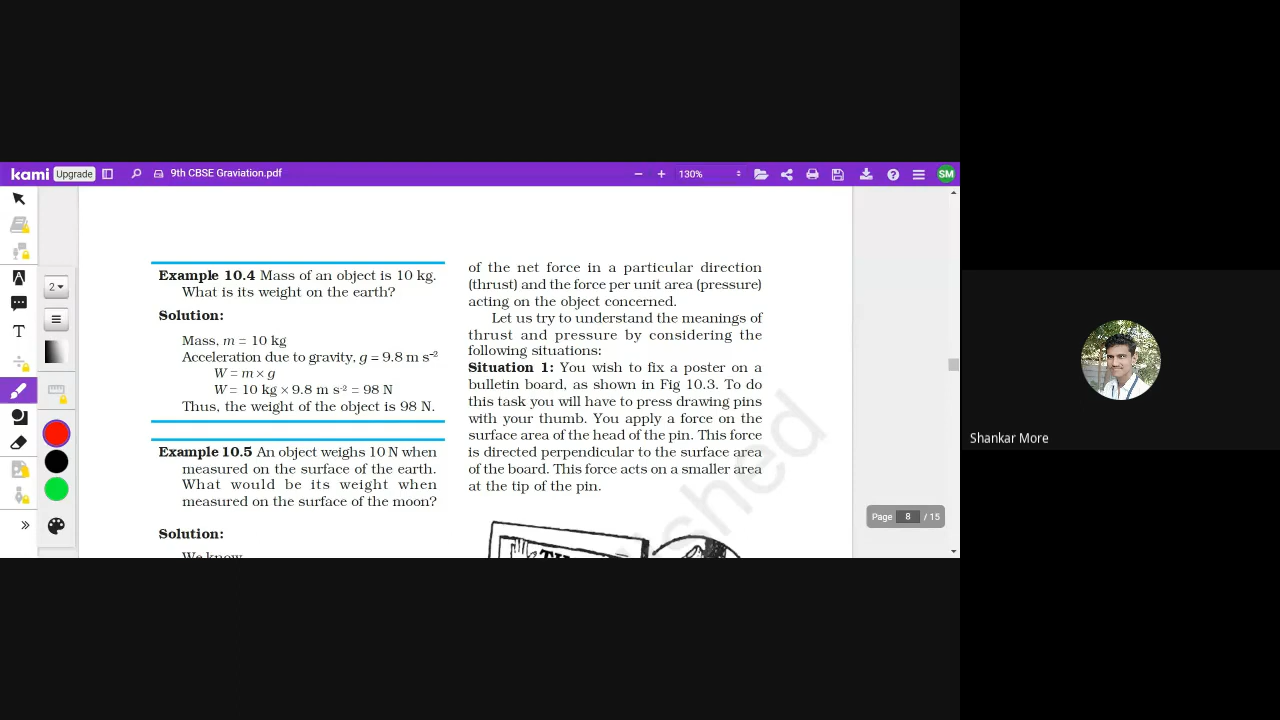 kami Upgrade 9th CBSE Graviation.pdf 130% SM
2
T
Example 10.4 Mass of an object is 10 kg.
What is its weight on the earth?
Solution:
Mass, m = 10 kg
Acceleration due to gravity, g = 9.8 m s⁻²
W = m × g
W = 10 kg × 9.8 m s⁻² = 98 N
Thus, the weight of the object is 98 N.
Example 10.5 An object weighs 10 N when
measured on the surface of the earth.
What would be its weight when
measured on the surface of the moon?
Solution:
We know
of the net force in a particular direction
(thrust) and the force per unit area (pressure)
acting on the object concerned.
Let us try to understand the meanings of
thrust and pressure by considering the
following situations:
Situation 1: You wish to fix a poster on a
bulletin board, as shown in Fig 10.3. To do
this task you will have to press drawing pins
with your thumb. You apply a force on the
surface area of the head of the pin. This force
is directed perpendicular to the surface area
of the board. This force acts on a smaller area
at the tip of the pin.
shed
Page 8 / 15
Shankar More